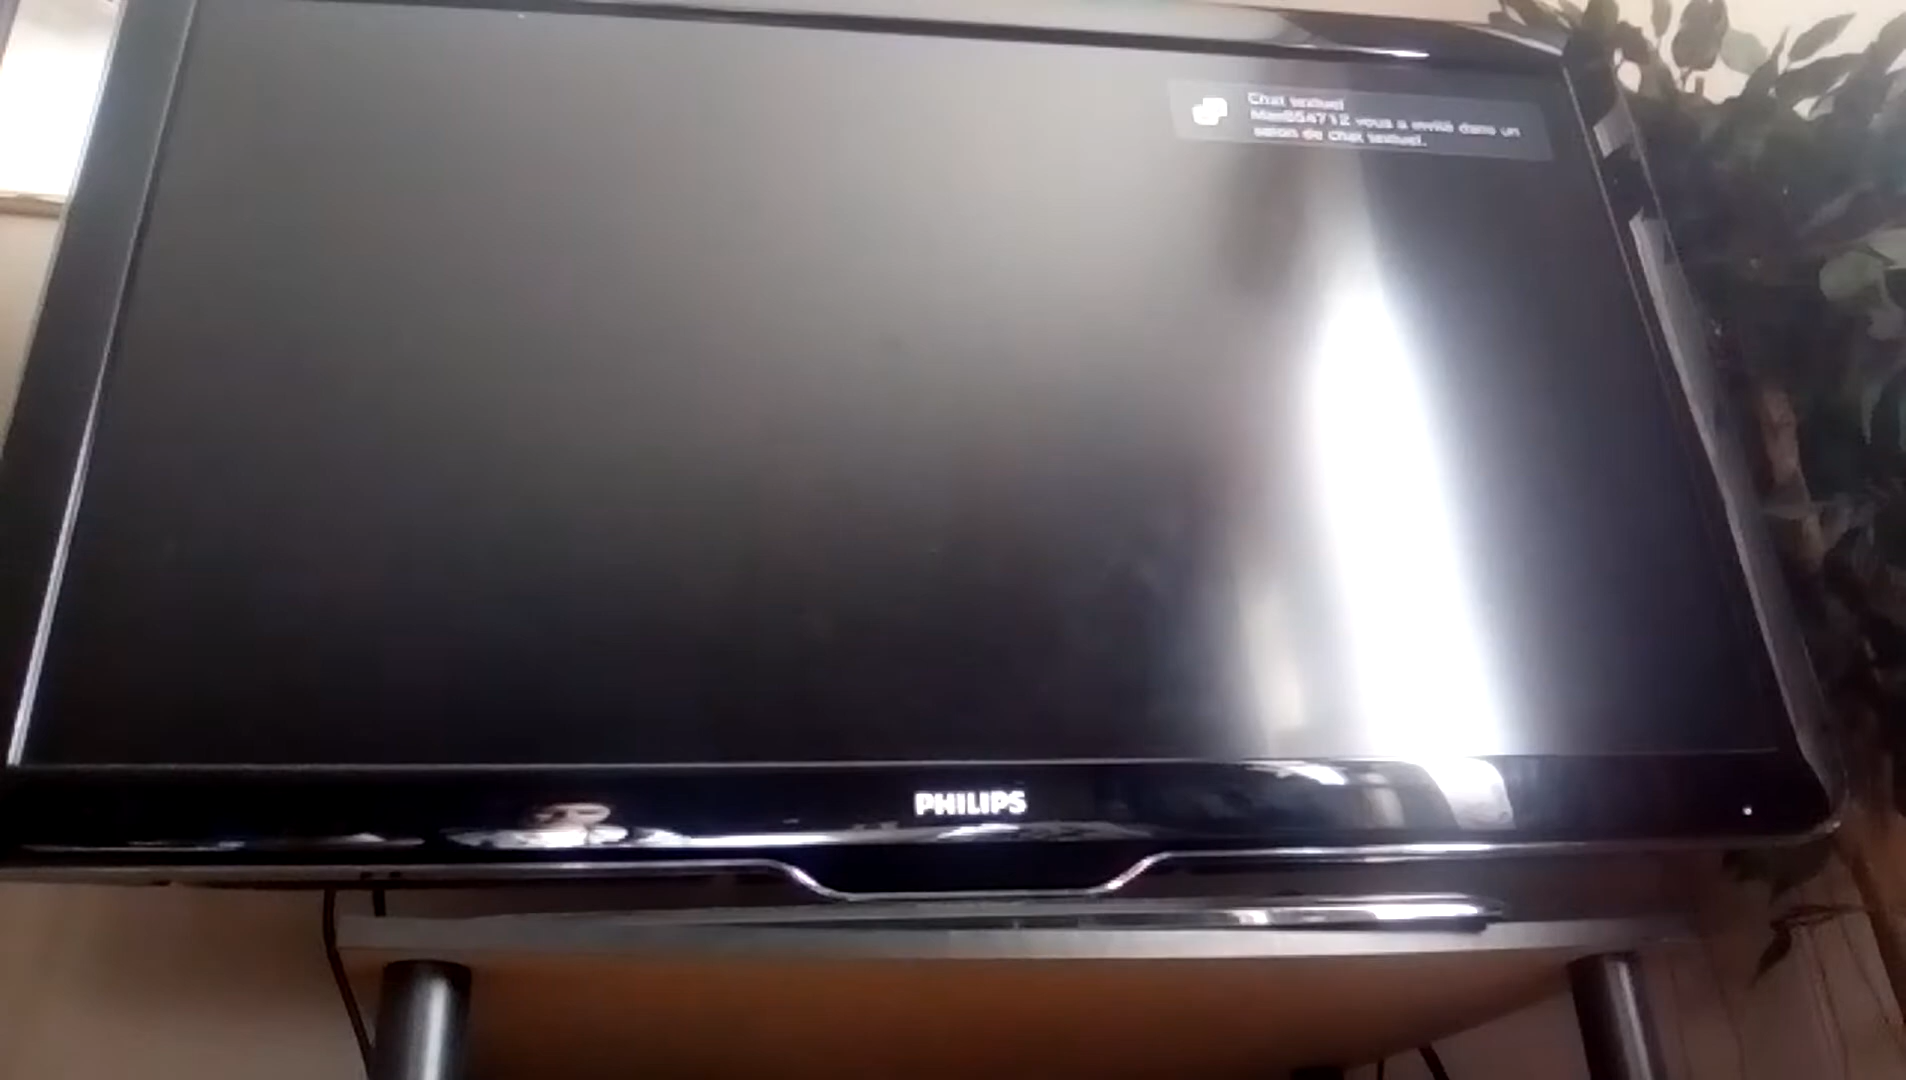 Chat textuel
vous a invité dans un
salon de chat textuel.
PHILIPS